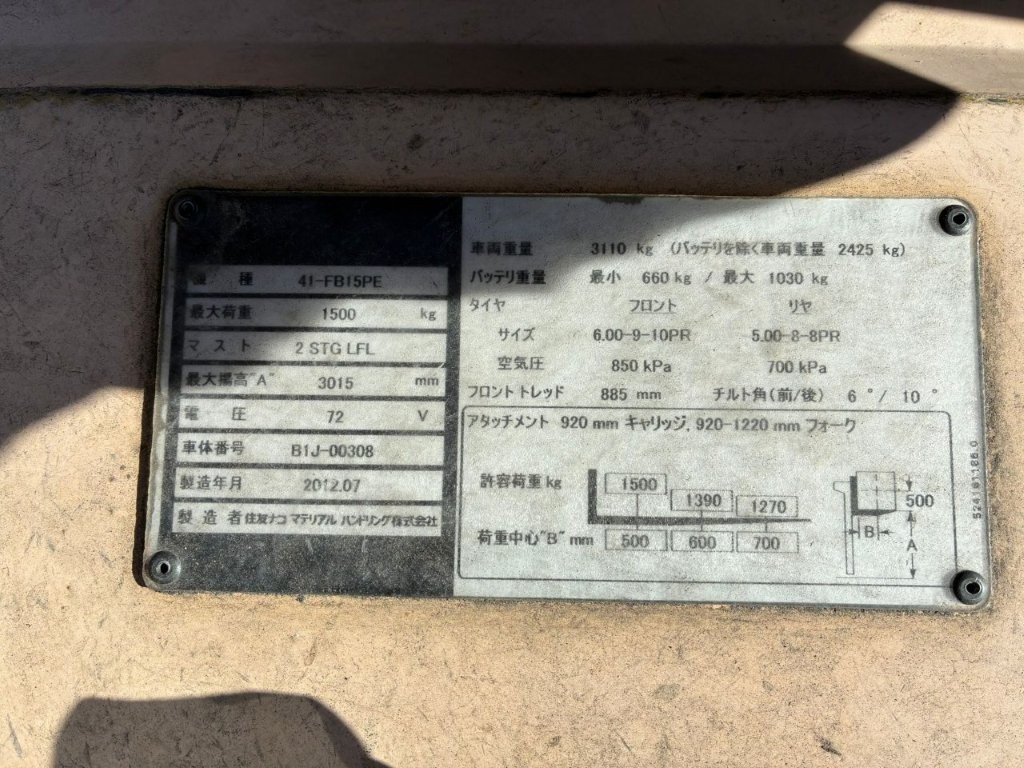 機 種 41-FB15PE
最大荷重 1500 kg
マスト 2 STG LFL
最大揚高"A" 3015 mm
電 圧 72 V
車体番号 B1J-00308
製造年月 2012.07
製 造 者 住友ナコ マテリアル ハンドリング株式会社
車両重量 3110 kg (バッテリを除く車両重量 2425 kg)
バッテリ重量 最小 660 kg / 最大 1030 kg
タイヤ フロント リヤ
サイズ 6.00-9-10PR 5.00-8-8PR
空気圧 850 kPa 700 kPa
フロント トレッド 885 mm チルト角(前/後) 6 °/ 10 °
アタッチメント 920 mm キャリッジ, 920-1220 mm フォーク
許容荷重 kg 1500 1390 1270
荷重中心"B" mm 500 600 700
500
B
A
524191186.0